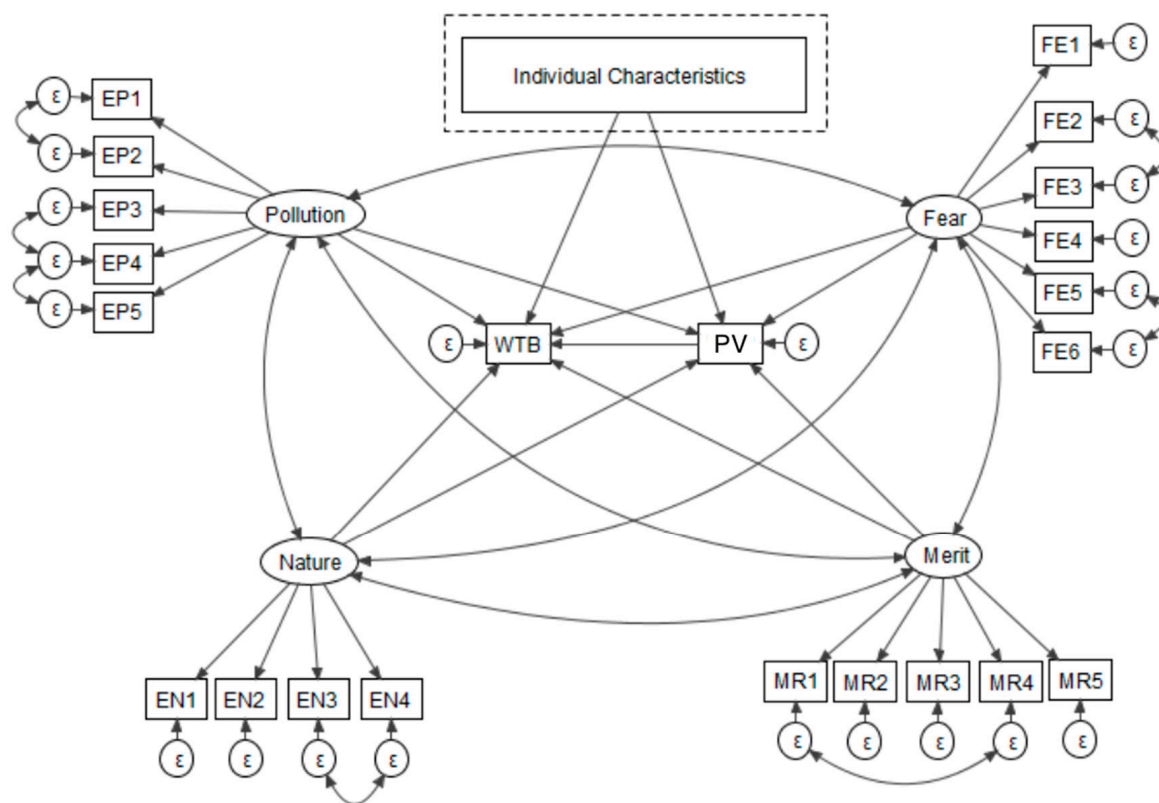 Individual Characteristics
FE1
ε
ε
EP1
FE2
ε
ε
EP2
ε
EP3
FE3
ε
Pollution
Fear
FE4
ε
ε
EP4
FE5
ε
ε
EP5
ε
WTB
PV
ε
FE6
ε
Nature
Merit
EN1
EN2
EN3
EN4
MR1
MR2
MR3
MR4
MR5
ε
ε
ε
ε
ε
ε
ε
ε
ε